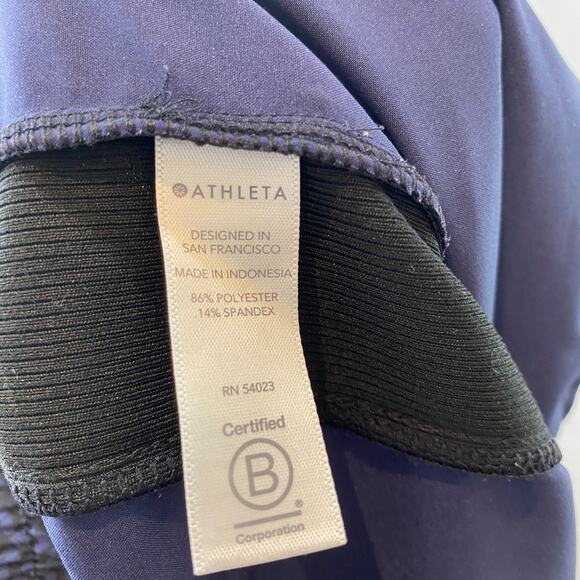 ATHLETA
DESIGNED IN
SAN FRANCISCO
MADE IN INDONESIA
86% POLYESTER
14% SPANDEX
RN 54023
Certified
B
®
Corporation